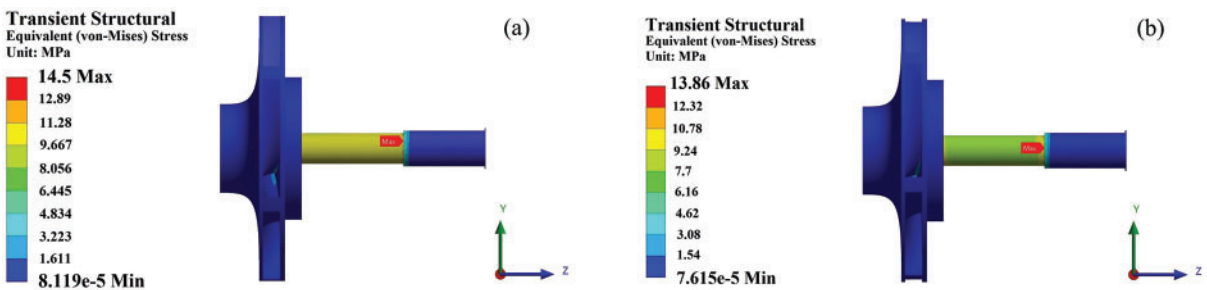 Transient Structural
Equivalent (von-Mises) Stress
Unit: MPa
14.5 Max
12.89
11.28
9.667
8.056
6.445
4.834
3.223
1.611
8.119e-5 Min
(a)
Max
Y
Z
Transient Structural
Equivalent (von-Mises) Stress
Unit: MPa
13.86 Max
12.32
10.78
9.24
7.7
6.16
4.62
3.08
1.54
7.615e-5 Min
(b)
Max
Y
Z